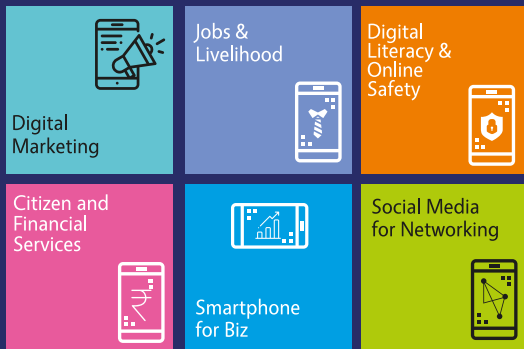 Digital
Marketing
Jobs &
Livelihood
Digital
Literacy &
Online
Safety
Citizen and
Financial
Services
Smartphone
for Biz
Social Media
for Networking